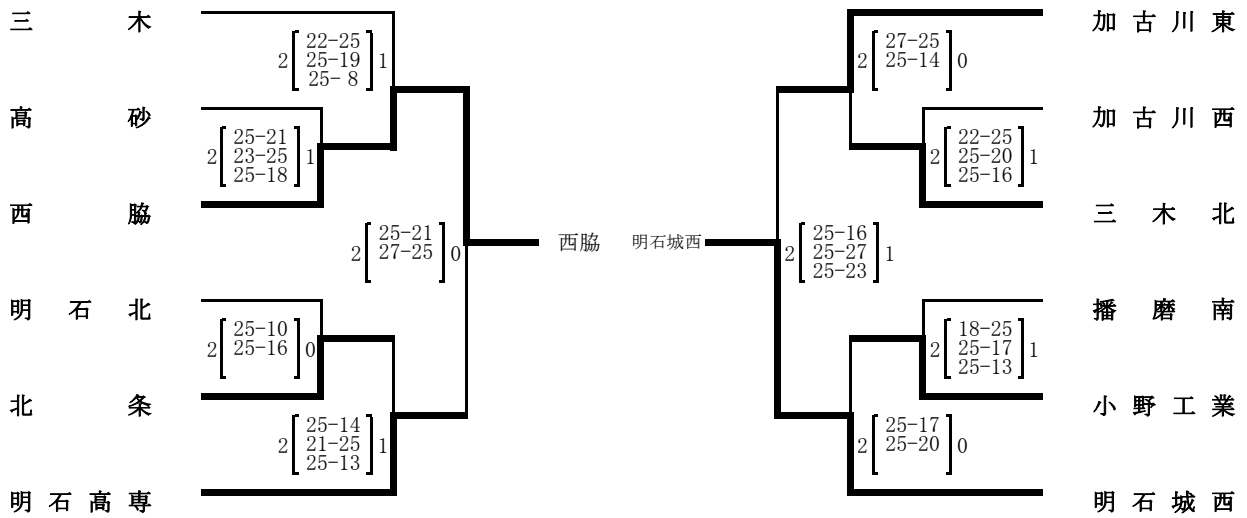 三木
2 22-25 1
25-19
25- 8
高砂
2 25-21 1
23-25
25-18
西脇
2 25-21 0
27-25
西脇
明石北
2 25-10 0
25-16
北条
2 25-14 1
21-25
25-13
明石高専
加古川東
2 27-25 0
25-14
加古川西
2 22-25 1
25-20
25-16
三木北
明石城西
2 25-16 1
25-27
25-23
播磨南
2 18-25 1
25-17
25-13
小野工業
2 25-17 0
25-20
明石城西